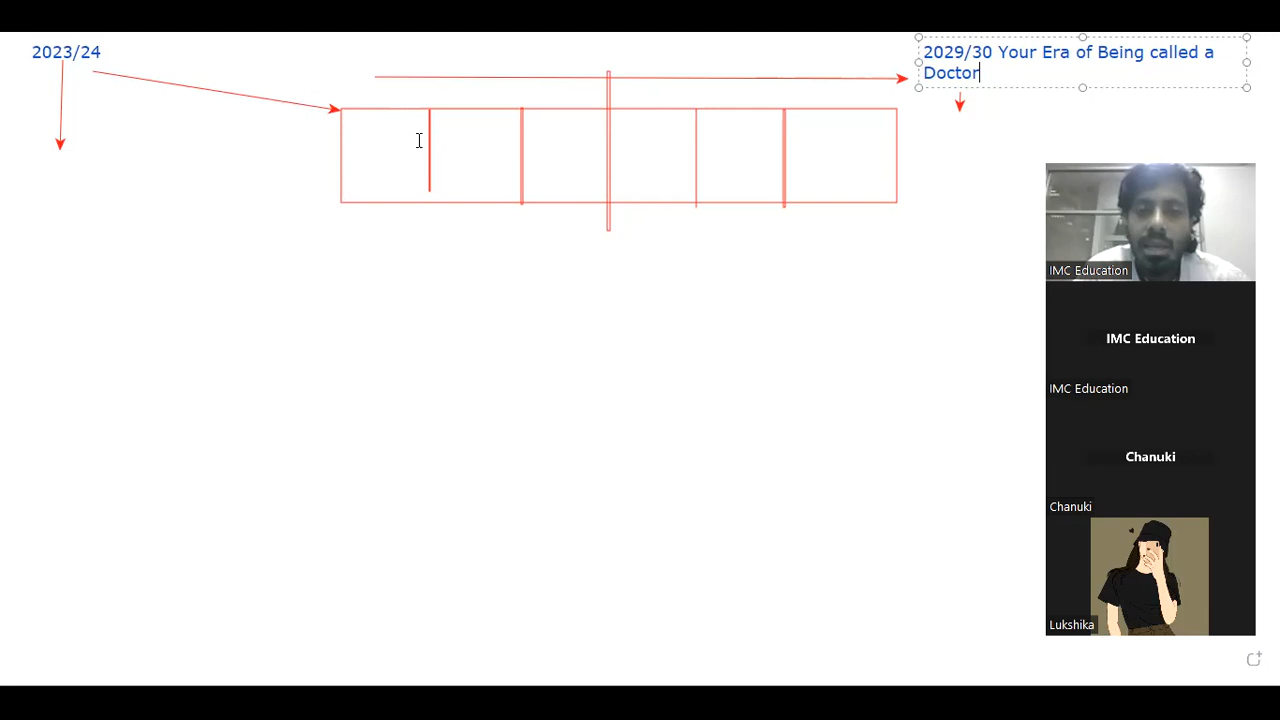 2023/24
2029/30 Your Era of Being called a
Doctor
IMC Education
IMC Education
IMC Education
Chanuki
Chanuki
Lukshika